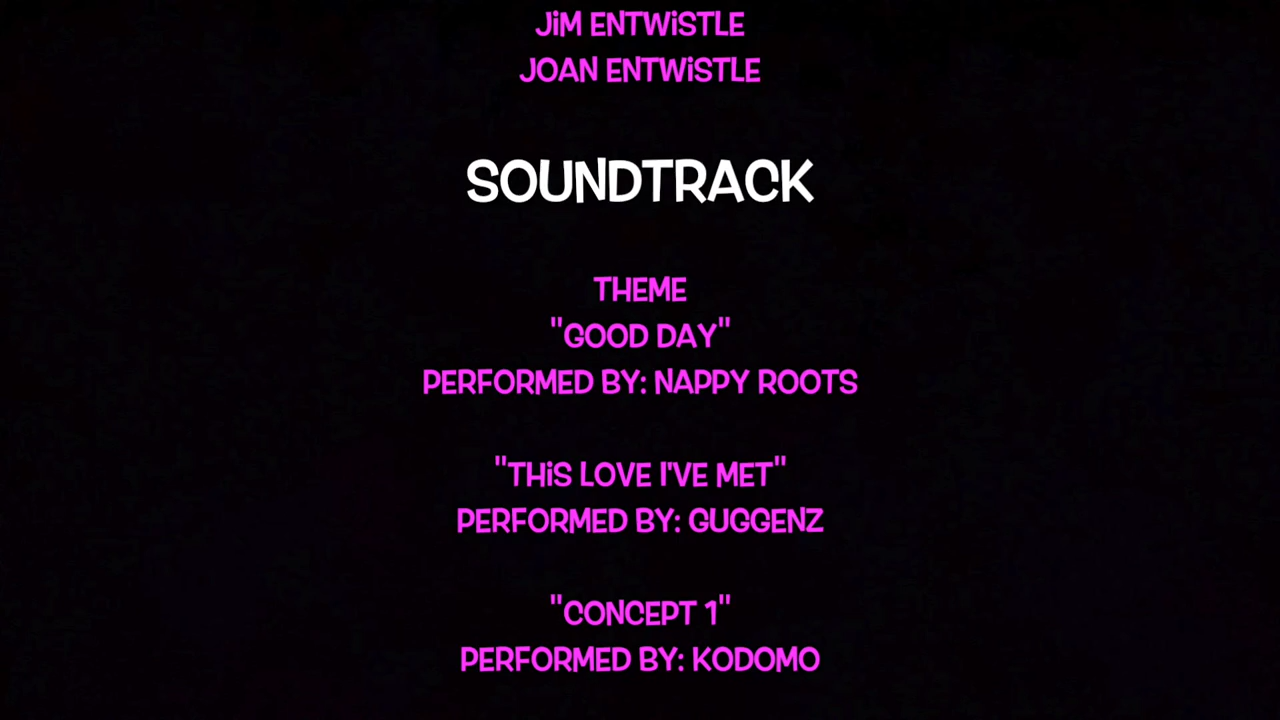 JiM ENTWiSTLE
JOAN ENTWiSTLE
SOUNDTRACK
THEME
"GOOD DAY"
PERFORMED BY: NAPPY ROOTS
"THiS LOVE I'VE MET"
PERFORMED BY: GUGGENZ
"CONCEPT 1"
PERFORMED BY: KODOMO